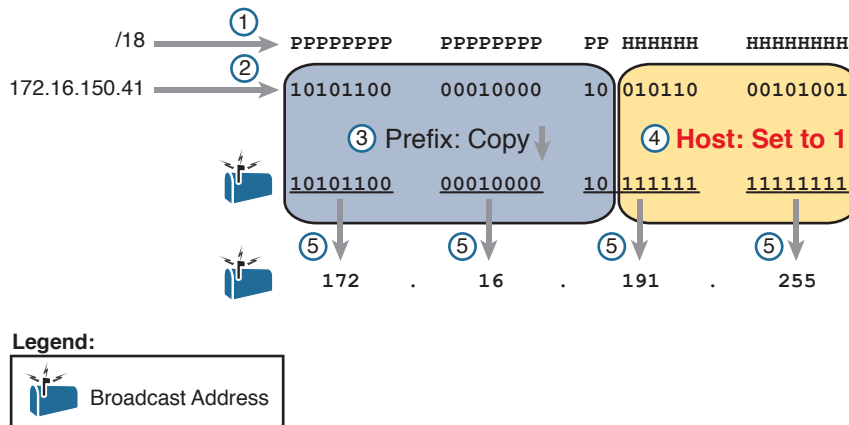 ①
/18 PPPPPPPP PPPPPPPP PP HHHHHH HHHHHHHH
②
172.16.150.41 10101100 00010000 10 010110 00101001
③ Prefix: Copy ④ Host: Set to 1
10101100 00010000 10 111111 11111111
⑤ ⑤ ⑤ ⑤
172 . 16 . 191 . 255
Legend:
Broadcast Address